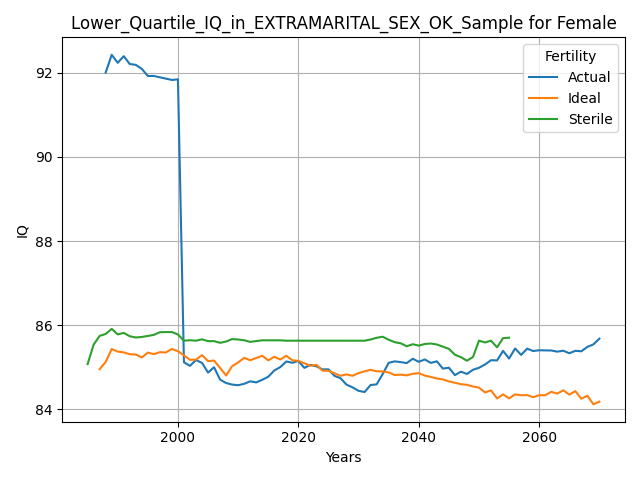 Lower_Quartile_IQ_in_EXTRAMARITAL_SEX_OK_Sample for Female
Fertility
Actual
Ideal
Sterile
92
90
88
86
84
IQ
2000
2020
2040
2060
Years